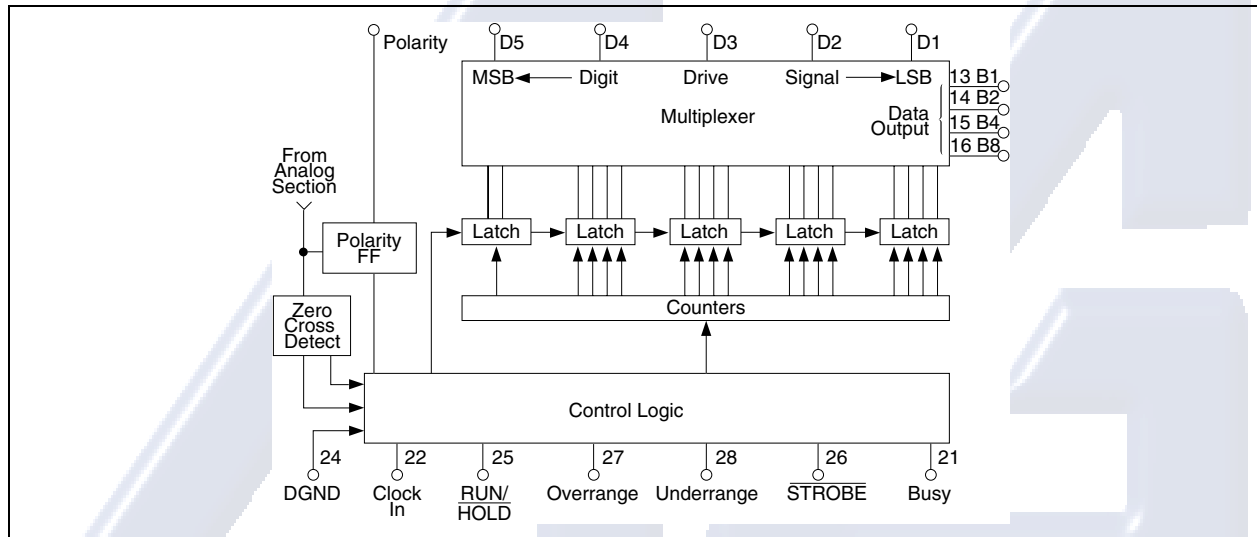 Polarity
D5
D4
D3
D2
D1
MSB
Digit
Drive
Signal
LSB
13 B1
14 B2
15 B4
16 B8
Multiplexer
Data
Output
From
Analog
Section
Polarity
FF
Latch
Latch
Latch
Latch
Latch
Zero
Cross
Detect
Counters
Control Logic
24
22
25
27
28
26
21
DGND
Clock
In
RUN/
HOLD
Overrange
Underrange
STROBE
Busy